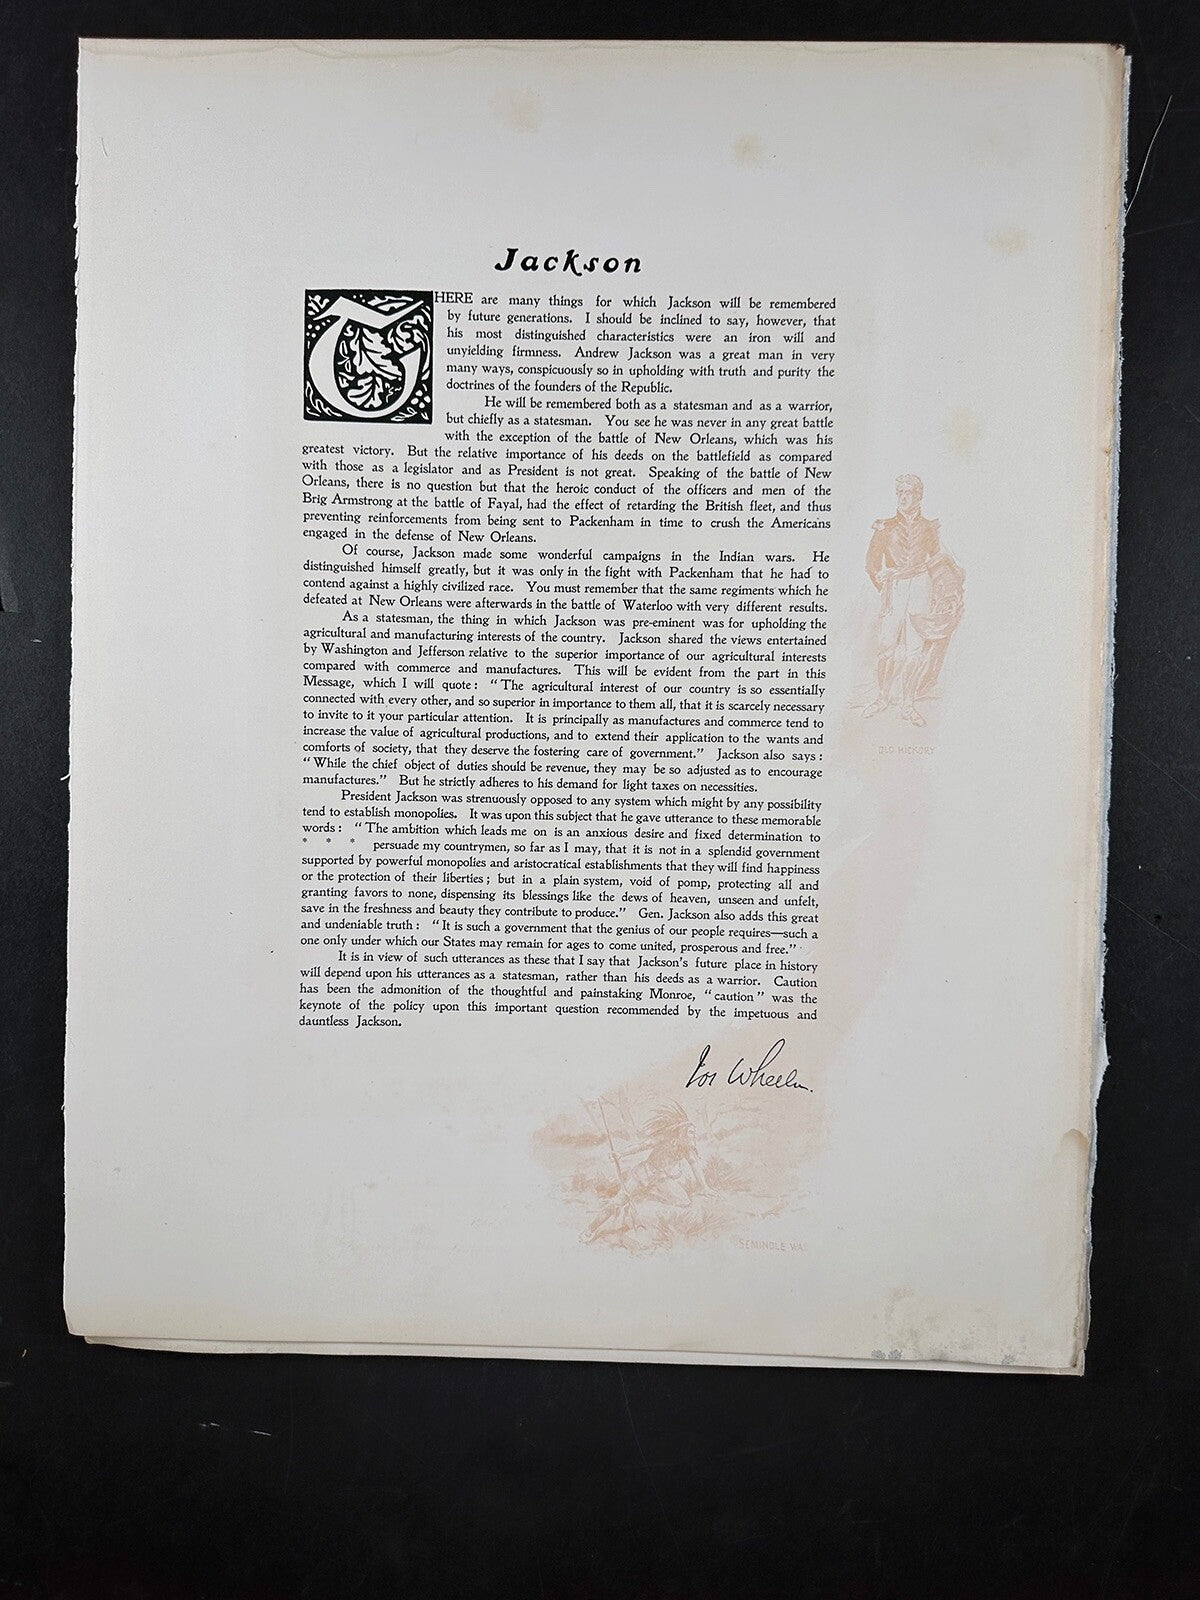 Jackson
THERE are many things for which Jackson will be remembered
by future generations. I should be inclined to say, however, that
his most distinguished characteristics were an iron will and
unyielding firmness. Andrew Jackson was a great man in very
many ways, conspicuously so in upholding with truth and purity the
doctrines of the founders of the Republic.
He will be remembered both as a statesman and as a warrior,
but chiefly as a statesman. You see he was never in any great battle
with the exception of the battle of New Orleans, which was his
greatest victory. But the relative importance of his deeds on the battlefield as compared
with those as a legislator and as President is not great. Speaking of the battle of New
Orleans, there is no question but that the heroic conduct of the officers and men of the
Brig Armstrong at the battle of Fayal, had the effect of retarding the British fleet, and thus
preventing reinforcements from being sent to Packenham in time to crush the Americans
engaged in the defense of New Orleans.
Of course, Jackson made some wonderful campaigns in the Indian wars. He
distinguished himself greatly, but it was only in the fight with Packenham that he had to
contend against a highly civilized race. You must remember that the same regiments which he
defeated at New Orleans were afterwards in the battle of Waterloo with very different results.
As a statesman, the thing in which Jackson was pre-eminent was for upholding the
agricultural and manufacturing interests of the country. Jackson shared the views entertained
by Washington and Jefferson relative to the superior importance of our agricultural interests
compared with commerce and manufactures. This will be evident from the part in this
Message, which I will quote: "The agricultural interest of our country is so essentially
connected with every other, and so superior in importance to them all, that it is scarcely necessary
to invite to it your particular attention. It is principally as manufactures and commerce tend to
increase the value of agricultural productions, and to extend their application to the wants and
comforts of society, that they deserve the fostering care of government." Jackson also says:
"While the chief object of duties should be revenue, they may be so adjusted as to encourage
manufactures." But he strictly adheres to his demand for light taxes on necessities.
President Jackson was strenuously opposed to any system which might by any possibility
tend to establish monopolies. It was upon this subject that he gave utterance to these memorable
words: "The ambition which leads me on is an anxious desire and fixed determination to
* * * persuade my countrymen, so far as I may, that it is not in a splendid government
supported by powerful monopolies and aristocratical establishments that they will find happiness
or the protection of their liberties; but in a plain system, void of pomp, protecting all and
granting favors to none, dispensing its blessings like the dews of heaven, unseen and unfelt,
save in the freshness and beauty they contribute to produce." Gen. Jackson also adds this great
and undeniable truth: "It is such a government that the genius of our people requires—such a
one only under which our States may remain for ages to come united, prosperous and free."
It is in view of such utterances as these that I say that Jackson's future place in history
will depend upon his utterances as a statesman, rather than his deeds as a warrior. Caution
has been the admonition of the thoughtful and painstaking Monroe, "caution" was the
keynote of the policy upon this important question recommended by the impetuous and
dauntless Jackson.
Jos Wheeler.
OLD HICKORY
SEMINOLE WAR